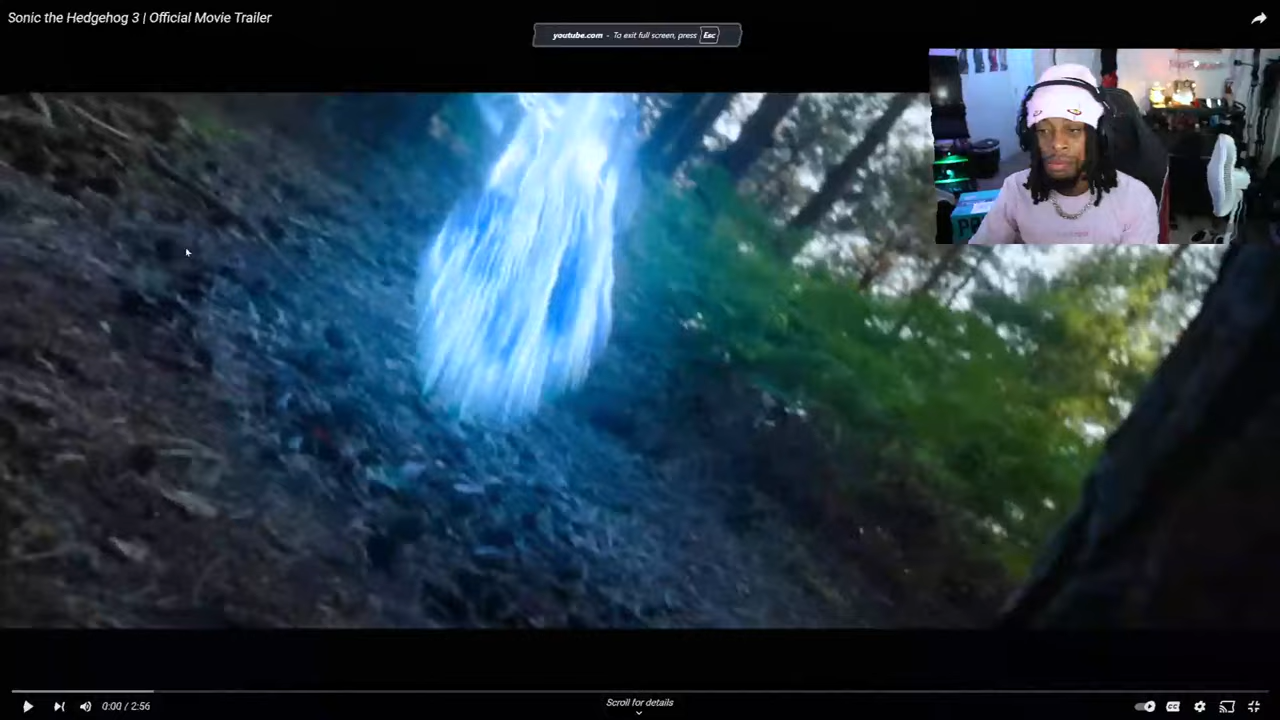 Sonic the Hedgehog 3 | Official Movie Trailer
youtube.com - To exit full screen, press Esc
0:00 / 2:56
Scroll for details